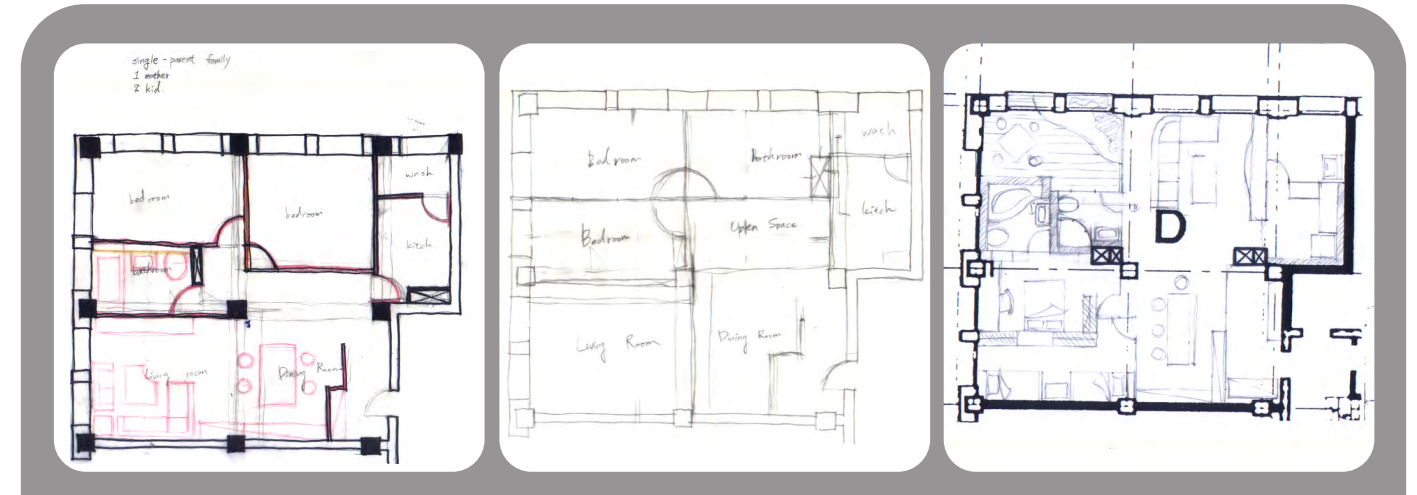 single - parent family
1 mother
2 kid.
wash
bedroom
bedroom
kitch
bathroom
Living room
Dining Room
wash
Bedroom
Bathroom
kitch
Bedroom
Open Space
Living Room
Dining Room
D